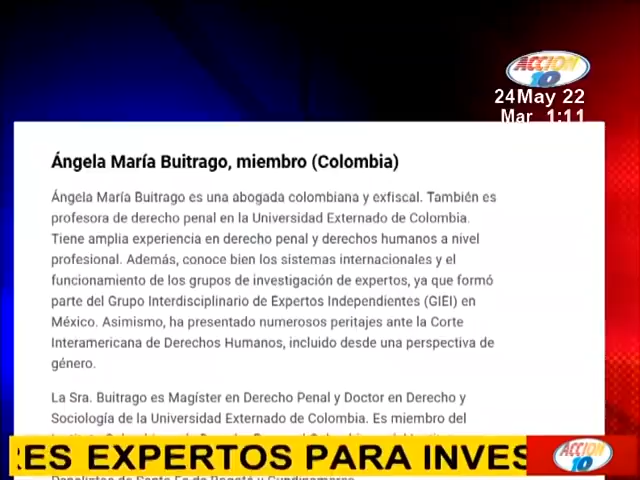 ACCION
10
24May 22
Mar 1:11
Ángela María Buitrago, miembro (Colombia)
Ángela María Buitrago es una abogada colombiana y exfiscal. También es
profesora de derecho penal en la Universidad Externado de Colombia.
Tiene amplia experiencia en derecho penal y derechos humanos a nivel
profesional. Además, conoce bien los sistemas internacionales y el
funcionamiento de los grupos de investigación de expertos, ya que formó
parte del Grupo Interdisciplinario de Expertos Independientes (GIEI) en
México. Asimismo, ha presentado numerosos peritajes ante la Corte
Interamericana de Derechos Humanos, incluido desde una perspectiva de
género.
La Sra. Buitrago es Magíster en Derecho Penal y Doctor en Derecho y
Sociología de la Universidad Externado de Colombia. Es miembro del
RES EXPERTOS PARA INVES
ACCION
10